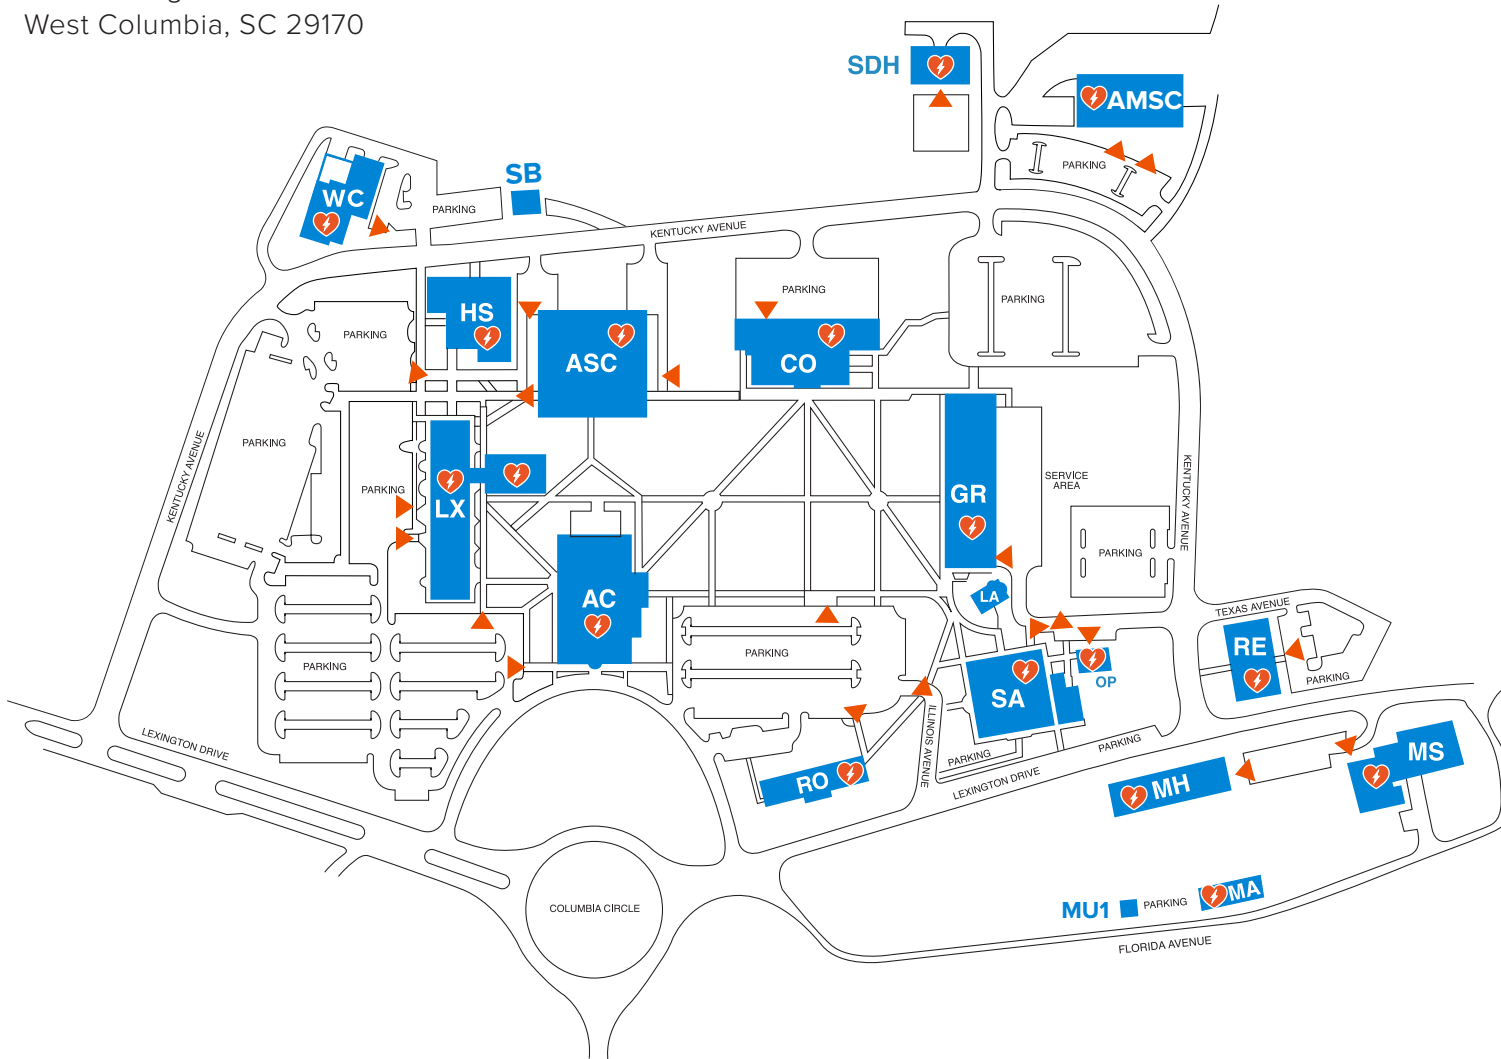 West Columbia, SC 29170
SDH
AMSC
PARKING
SB
WC
PARKING
KENTUCKY AVENUE
HS
PARKING
PARKING
PARKING
ASC
CO
PARKING
KENTUCKY AVENUE
PARKING
LX
GR
SERVICE
AREA
KENTUCKY AVENUE
PARKING
AC
LA
TEXAS AVENUE
RE
PARKING
PARKING
PARKING
OP
SA
ILLINOIS AVENUE
PARKING
PARKING
LEXINGTON DRIVE
LEXINGTON DRIVE
RO
MH
MS
COLUMBIA CIRCLE
MU1
PARKING
MA
FLORIDA AVENUE